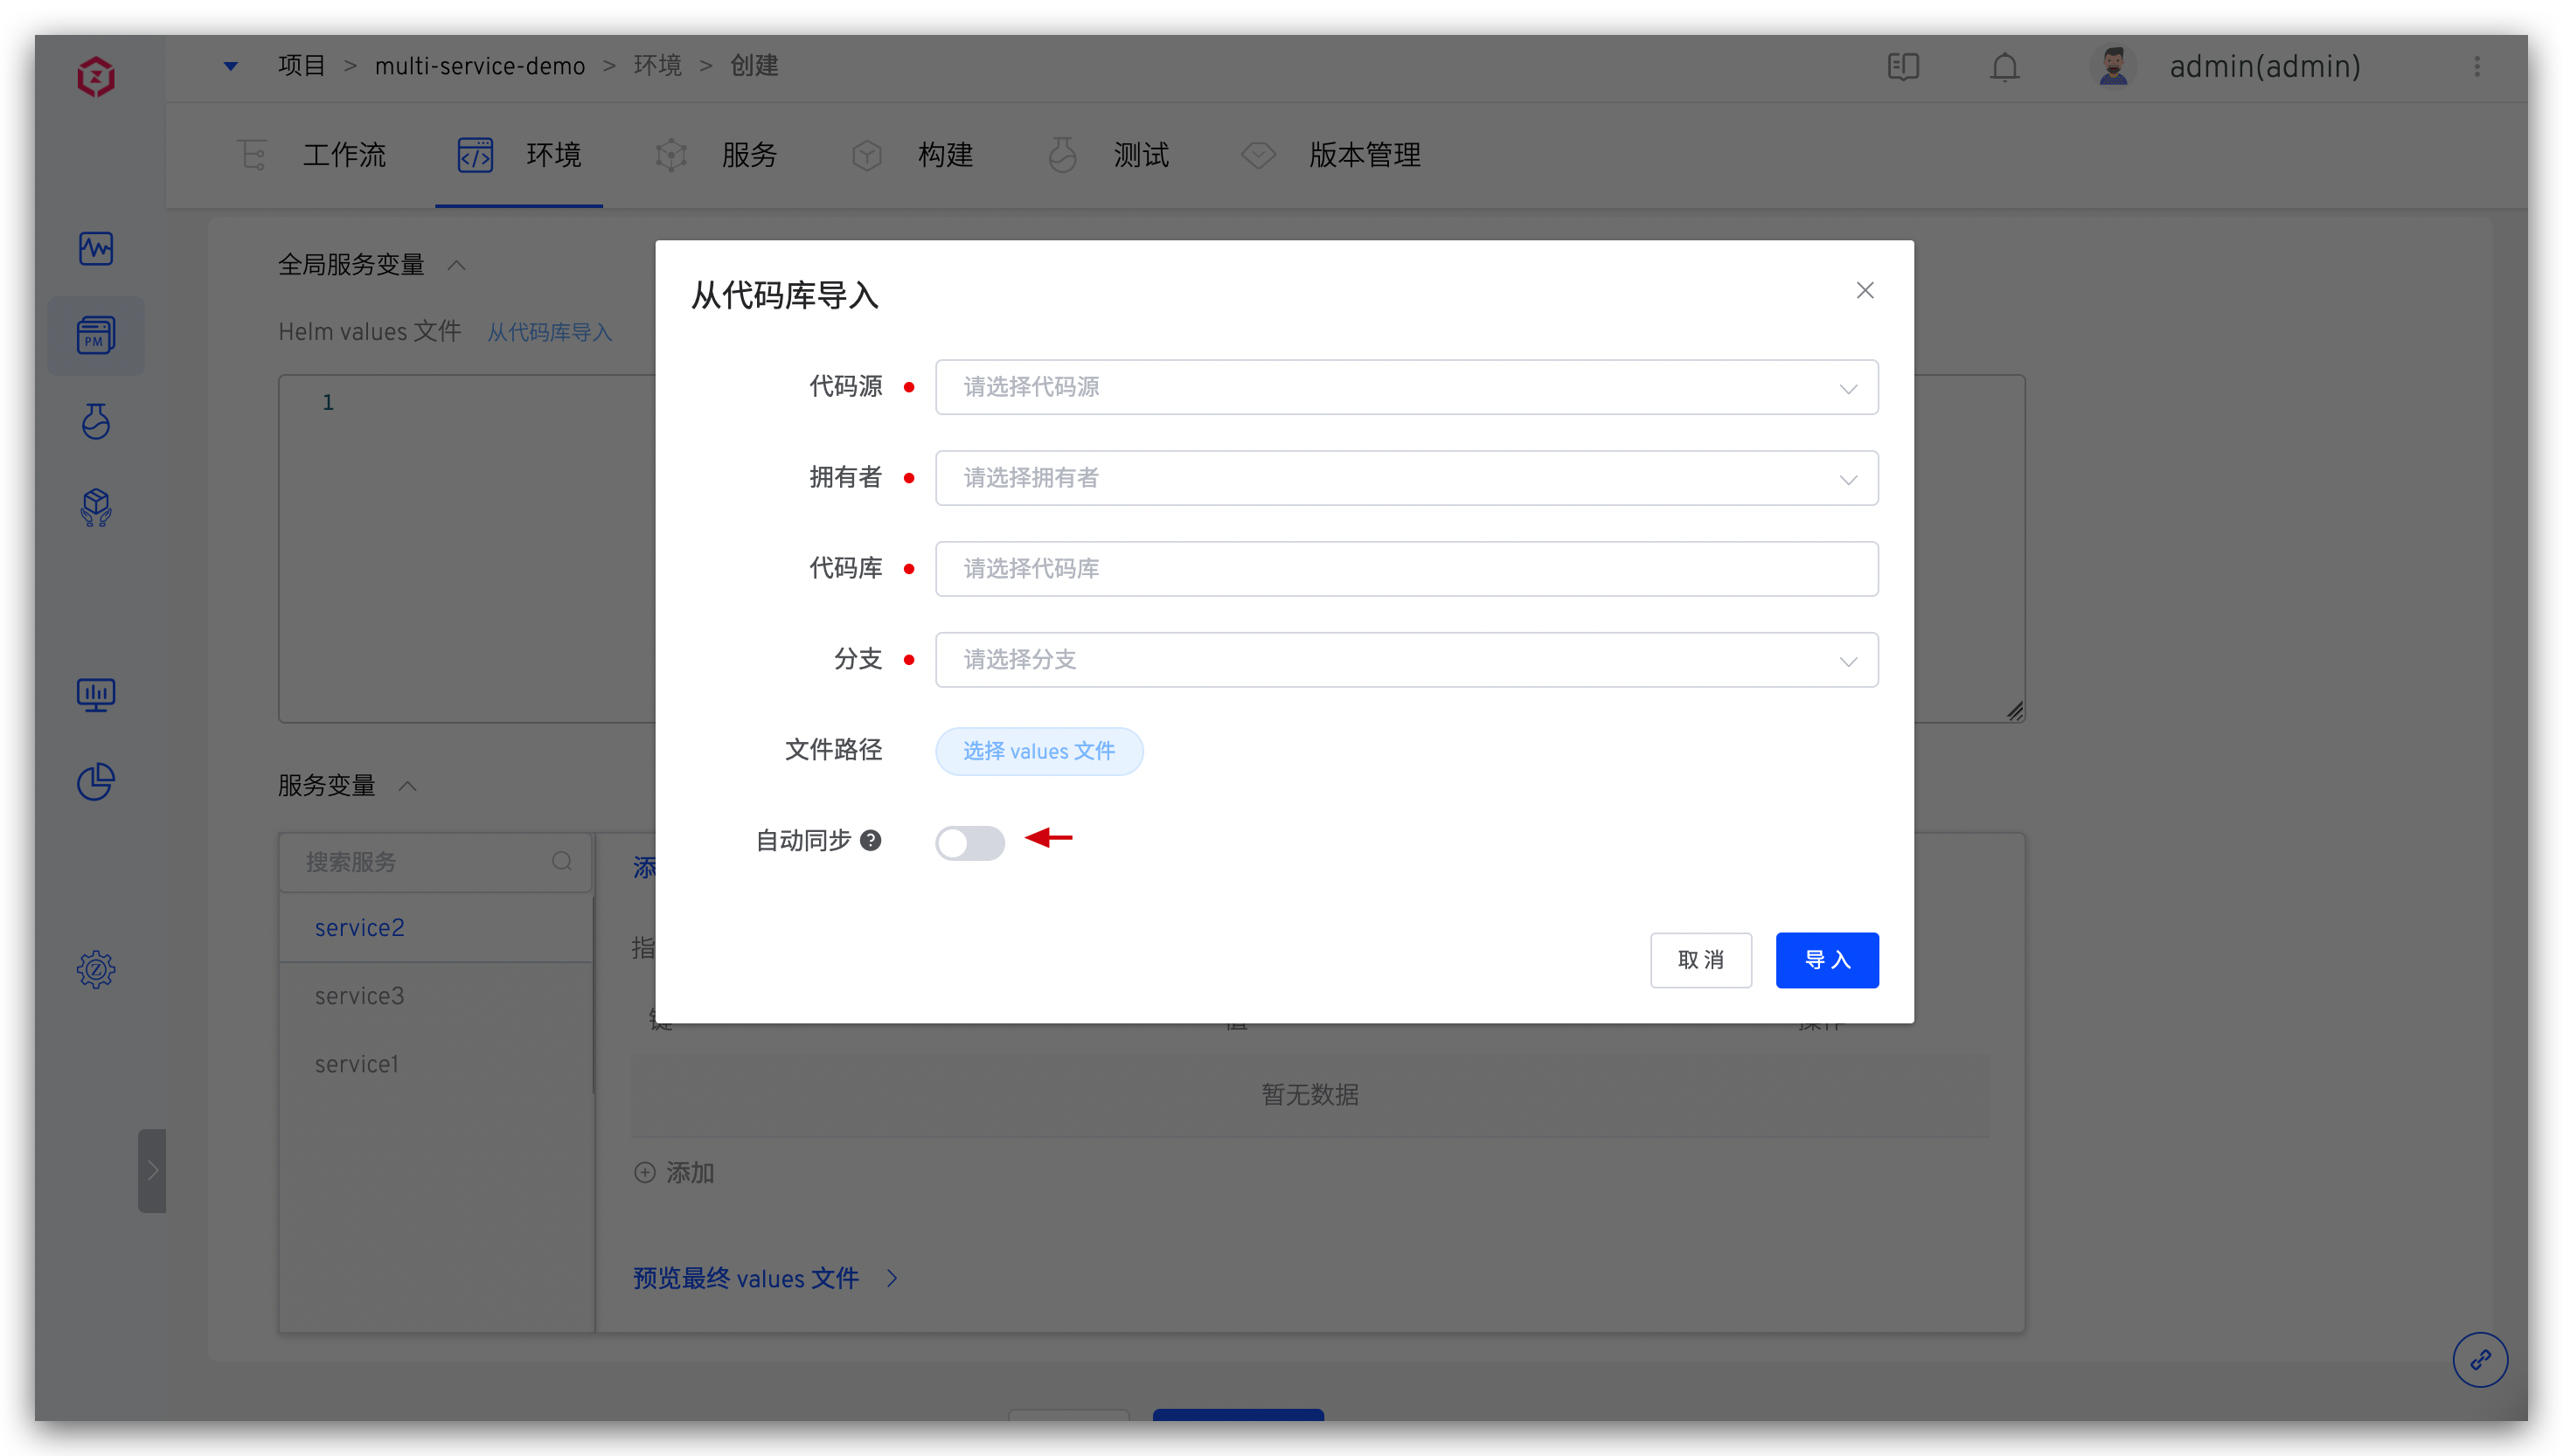 项目 > multi-service-demo > 环境 > 创建
admin(admin)
工作流 环境 服务 构建 测试 版本管理
PM
全局服务变量
Helm values 文件 从代码库导入
1
从代码库导入
代码源 请选择代码源
拥有者 请选择拥有者
代码库 请选择代码库
分支 请选择分支
文件路径 选择 values 文件
自动同步 ?
取消 导入
服务变量
搜索服务
添
service2
指
service3
service1
暂无数据
添加
预览最终 values 文件 >